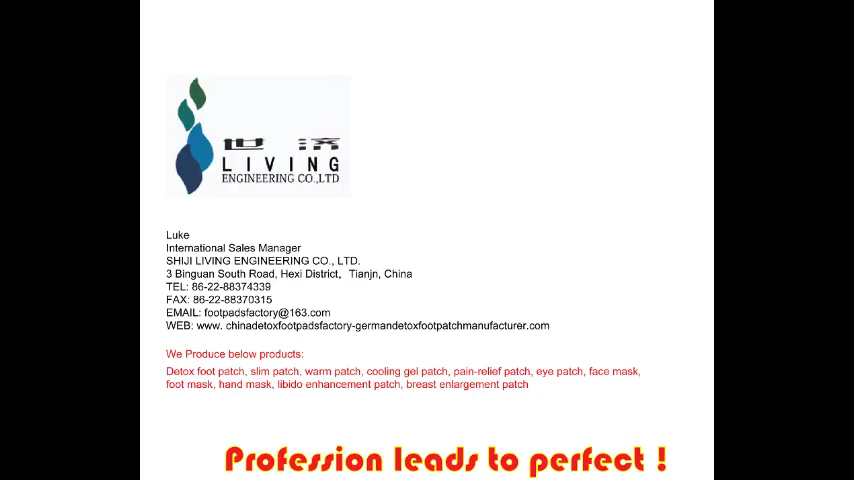 世济
LIVING
ENGINEERING CO.,LTD
Luke
International Sales Manager
SHIJI LIVING ENGINEERING CO., LTD.
3 Binguan South Road, Hexi District, Tianjn, China
TEL: 86-22-88374339
FAX: 86-22-88370315
EMAIL: footpadsfactory@163.com
WEB: www. chinadetoxfootpadsfactory-germandetoxfootpatchmanufacturer.com
We Produce below products:
Detox foot patch, slim patch, warm patch, cooling gel patch, pain-relief patch, eye patch, face mask,
foot mask, hand mask, libido enhancement patch, breast enlargement patch
Profession leads to perfect !